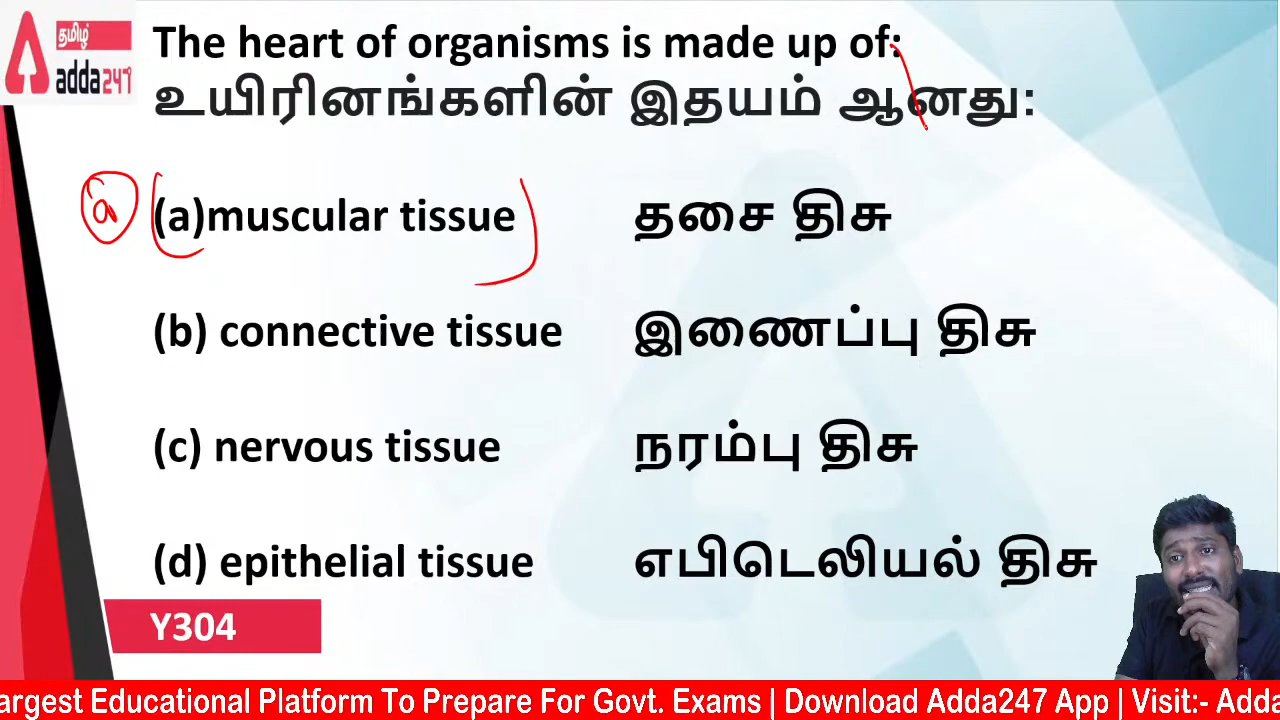 தமிழ்
adda247
The heart of organisms is made up of:
உயிரினங்களின் இதயம் ஆனது:
a
(a)muscular tissue தசை திசு
(b) connective tissue இணைப்பு திசு
(c) nervous tissue நரம்பு திசு
(d) epithelial tissue எபிடெலியல் திசு
Y304
argest Educational Platform To Prepare For Govt. Exams | Download Adda247 App | Visit:- Adda